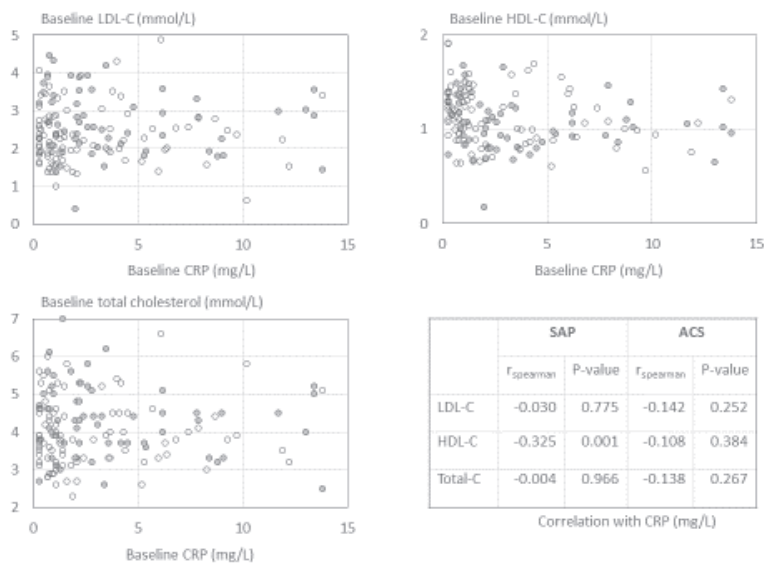 Baseline LDL-C (mmol/L)
5
4
3
2
1
0
0 5 10 15
Baseline CRP (mg/L)
Baseline HDL-C (mmol/L)
2
1
0
0 5 10 15
Baseline CRP (mg/L)
Baseline total cholesterol (mmol/L)
7
6
5
4
3
2
0 5 10 15
Baseline CRP (mg/L)
SAP ACS
rspearman P-value rspearman P-value
LDL-C -0.030 0.775 -0.142 0.252
HDL-C -0.325 0.001 -0.108 0.384
Total-C -0.004 0.966 -0.138 0.267
Correlation with CRP (mg/L)